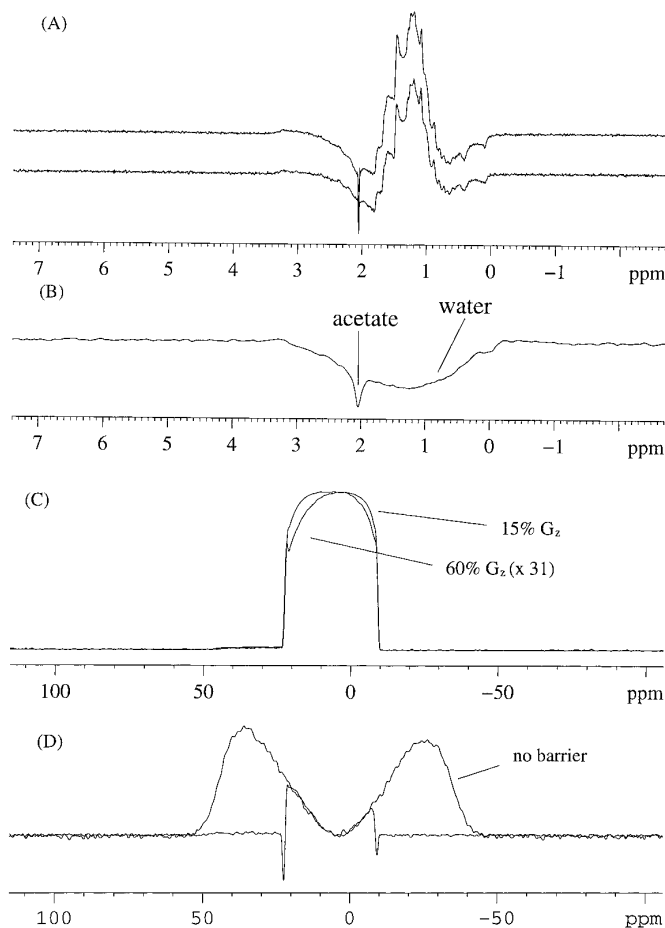 (A)
7 6 5 4 3 2 1 0 −1 ppm
(B)
acetate water
7 6 5 4 3 2 1 0 −1 ppm
(C)
15% Gz
60% Gz (x 31)
100 50 0 −50 ppm
(D)
no barrier
100 50 0 −50 ppm